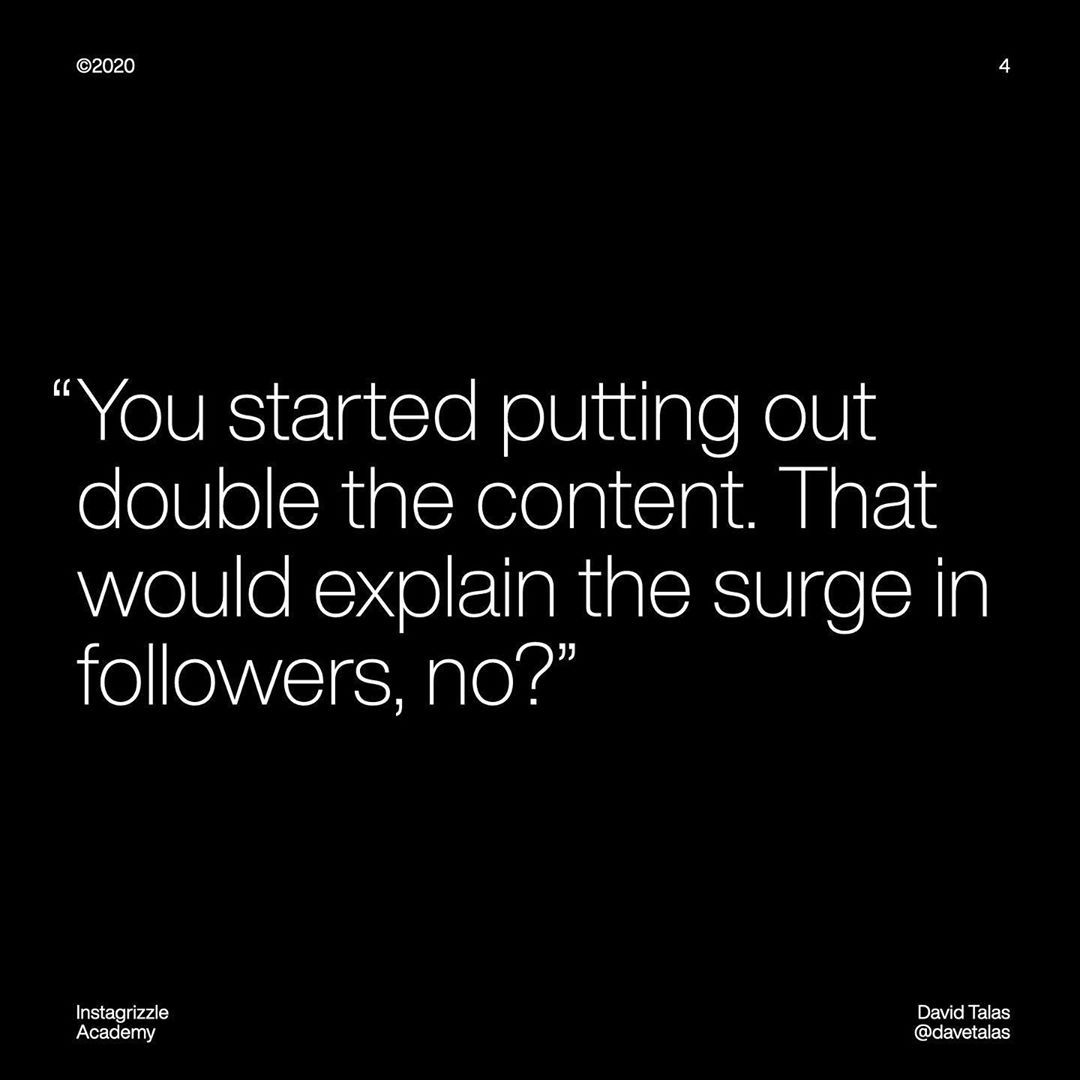 ©2020
4
“You started putting out
double the content. That
would explain the surge in
followers, no?”
Instagrizzle
Academy
David Talas
@davetalas